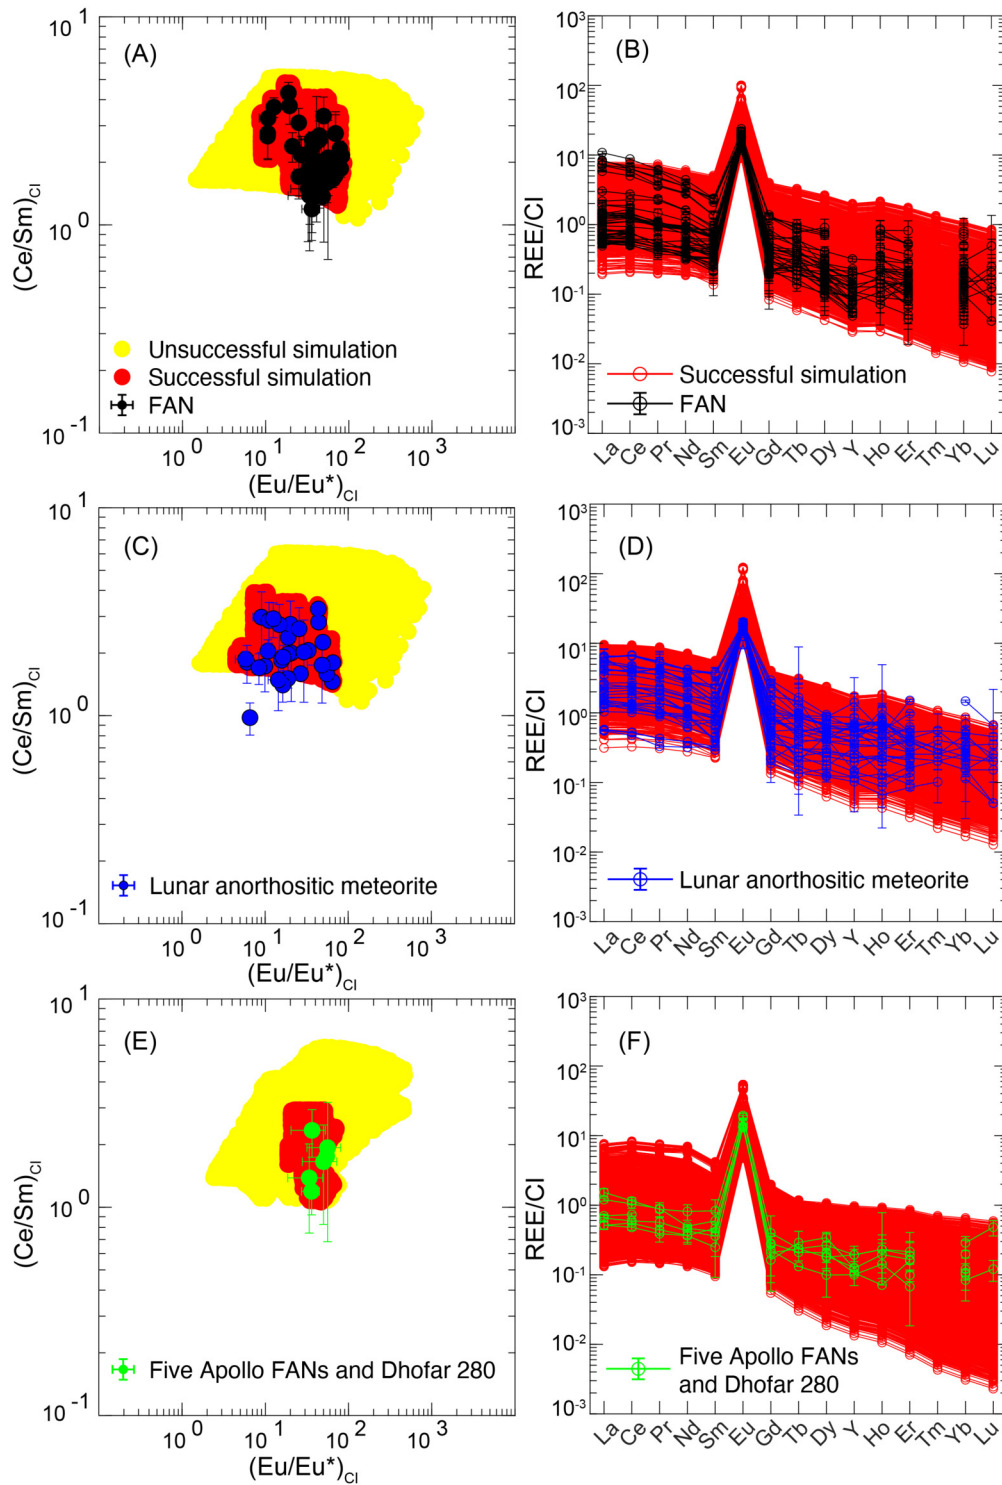 (A)
10^1
10^0
10^-1
(Ce/Sm)CI
Unsuccessful simulation
Successful simulation
FAN
10^0 10^1 10^2 10^3
(Eu/Eu*)CI
(B)
10^3
10^2
10^1
10^0
10^-1
10^-2
10^-3
REE/CI
Successful simulation
FAN
La Ce Pr Nd Sm Eu Gd Tb Dy Y Ho Er Tm Yb Lu
(C)
10^1
10^0
10^-1
(Ce/Sm)CI
Lunar anorthositic meteorite
10^0 10^1 10^2 10^3
(Eu/Eu*)CI
(D)
10^3
10^2
10^1
10^0
10^-1
10^-2
10^-3
REE/CI
Lunar anorthositic meteorite
La Ce Pr Nd Sm Eu Gd Tb Dy Y Ho Er Tm Yb Lu
(E)
10^1
10^0
10^-1
(Ce/Sm)CI
Five Apollo FANs and Dhofar 280
10^0 10^1 10^2 10^3
(Eu/Eu*)CI
(F)
10^3
10^2
10^1
10^0
10^-1
10^-2
10^-3
REE/CI
Five Apollo FANs
and Dhofar 280
La Ce Pr Nd Sm Eu Gd Tb Dy Y Ho Er Tm Yb Lu